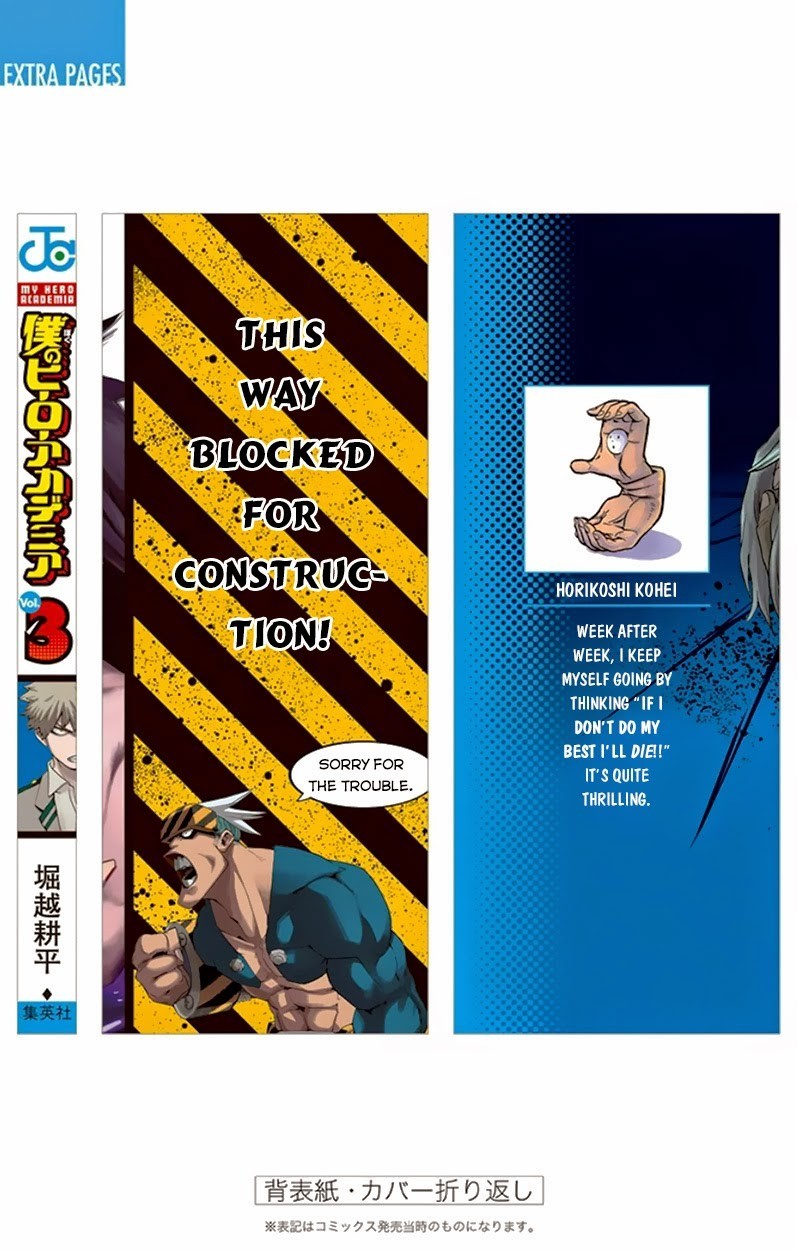 EXTRA PAGES
JC
MY HERO
ACADEMIA
僕のヒーローアカデミア
ぼく
Vol.
3
堀越耕平
◆
集英社
THIS
WAY
BLOCKED
FOR
CONSTRUC-
TION!
SORRY FOR
THE TROUBLE.
HORIKOSHI KOHEI
WEEK AFTER
WEEK, I KEEP
MYSELF GOING BY
THINKING "IF I
DON'T DO MY
BEST I'LL DIE!!"
IT'S QUITE
THRILLING.
背表紙・カバー折り返し
※表記はコミックス発売当時のものになります。